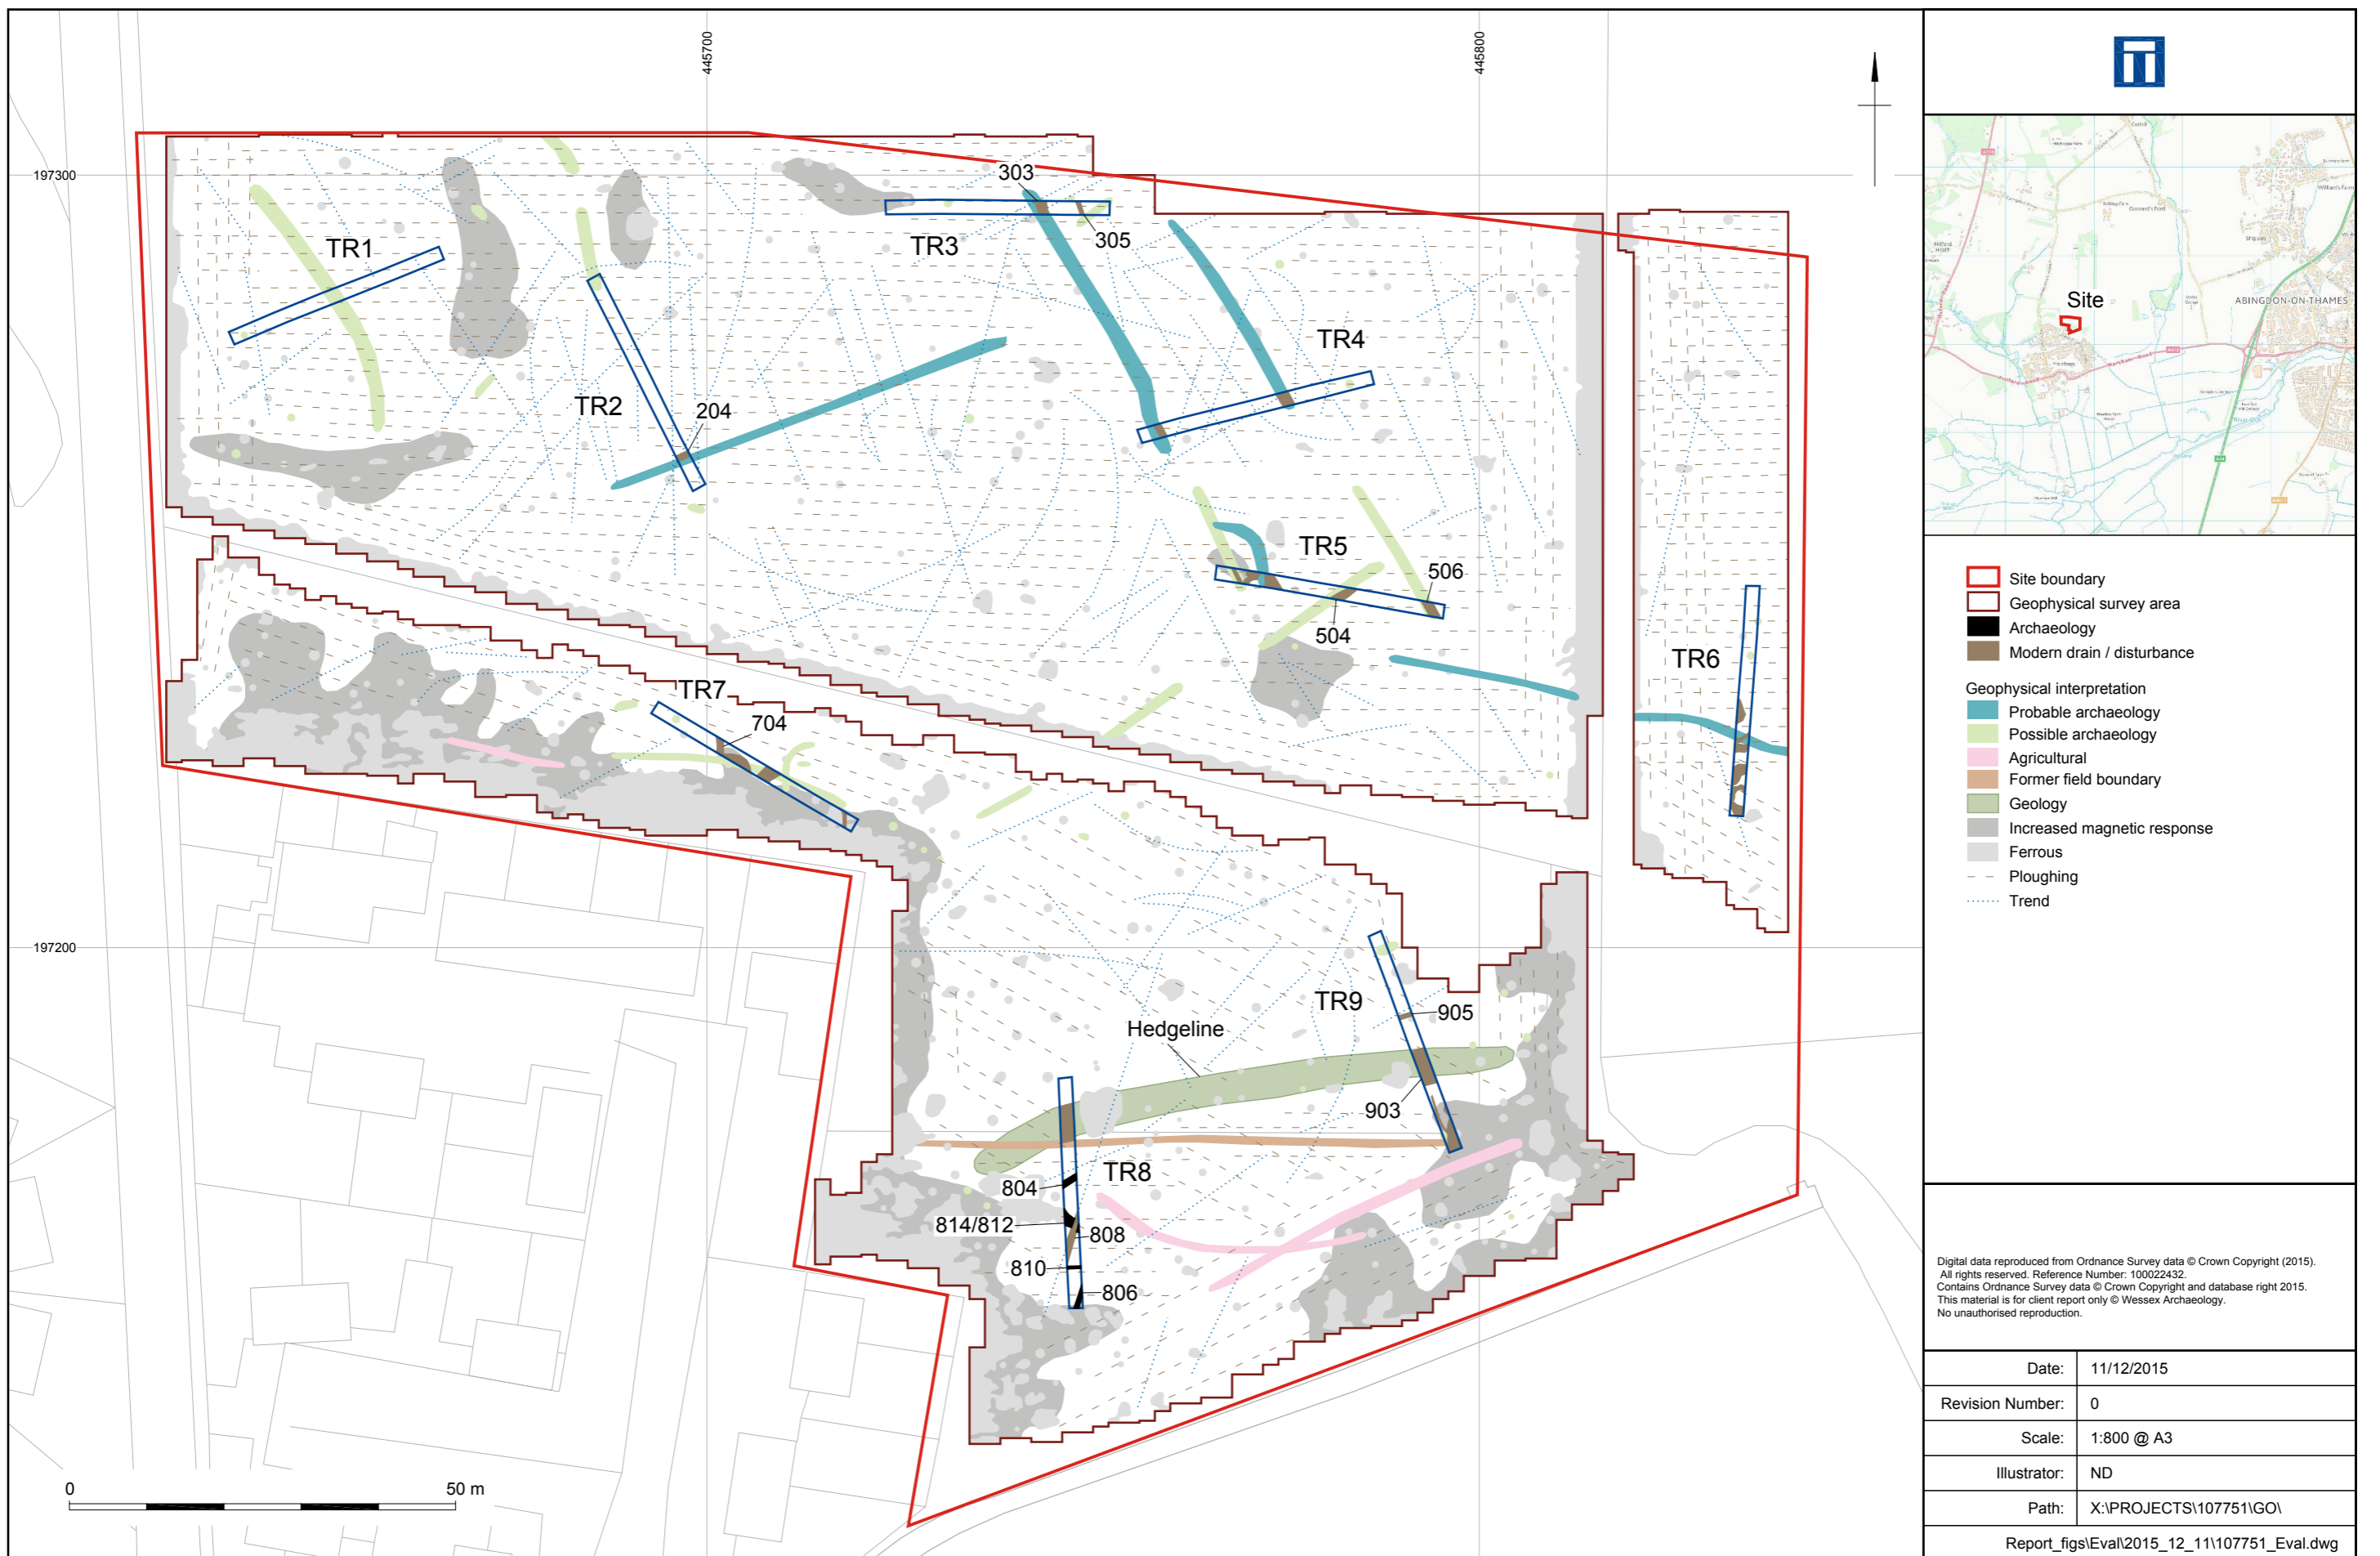 445700
445800
197300
197200
303
305
TR1
TR3
TR2
204
TR4
TR5
506
504
TR6
TR7
704
TR9
905
Hedgeline
903
TR8
804
814/812
808
810
806
0
50 m
Site
ABINGDON-ON-THAMES
Site boundary
Geophysical survey area
Archaeology
Modern drain / disturbance
Geophysical interpretation
Probable archaeology
Possible archaeology
Agricultural
Former field boundary
Geology
Increased magnetic response
Ferrous
Ploughing
Trend
Digital data reproduced from Ordnance Survey data © Crown Copyright (2015).
All rights reserved. Reference Number: 100022432.
Contains Ordnance Survey data © Crown Copyright and database right 2015.
This material is for client report only © Wessex Archaeology.
No unauthorised reproduction.
Date: 11/12/2015
Revision Number: 0
Scale: 1:800 @ A3
Illustrator: ND
Path: X:\PROJECTS\107751\GO\
Report_figs\Eval\2015_12_11\107751_Eval.dwg